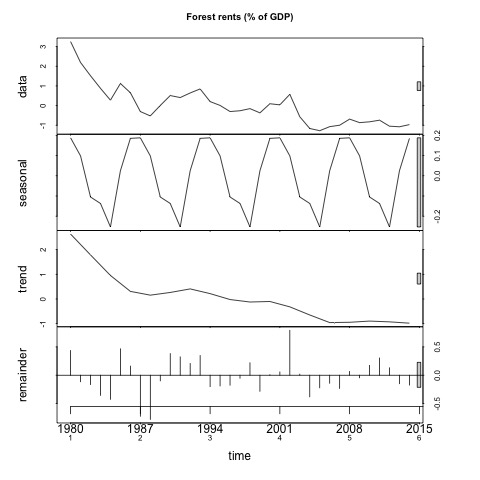 Forest rents (% of GDP)
data
3
2
1
0
-1
seasonal
0.2
0.1
0.0
-0.2
trend
2
1
0
-1
remainder
0.5
0.0
-0.5
1980 1987 1994 2001 2008 2015
1 2 3 4 5 6
time